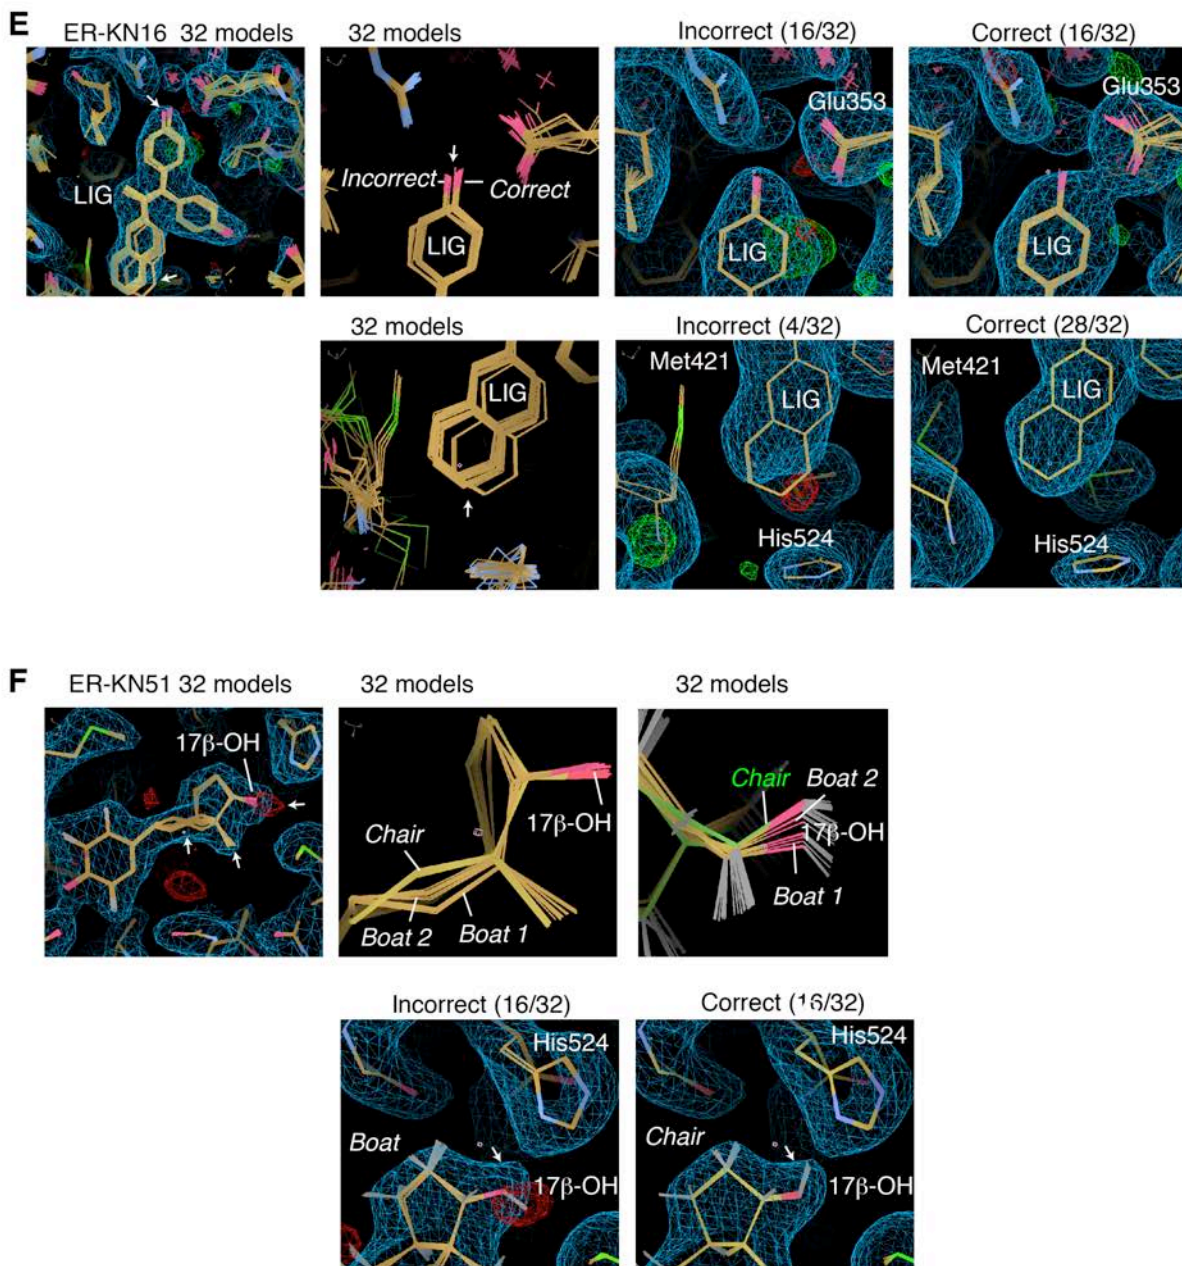 E
ER-KN16 32 models
32 models
Incorrect (16/32)
Correct (16/32)
LIG
Incorrect
Correct
LIG
Glu353
LIG
Glu353
LIG
32 models
Incorrect (4/32)
Correct (28/32)
LIG
Met421
LIG
His524
Met421
LIG
His524
F
ER-KN51 32 models
32 models
32 models
17β-OH
Chair
17β-OH
Boat 2
Boat 1
Chair
Boat 2
17β-OH
Boat 1
Incorrect (16/32)
Correct (16/32)
His524
Boat
17β-OH
His524
Chair
17β-OH